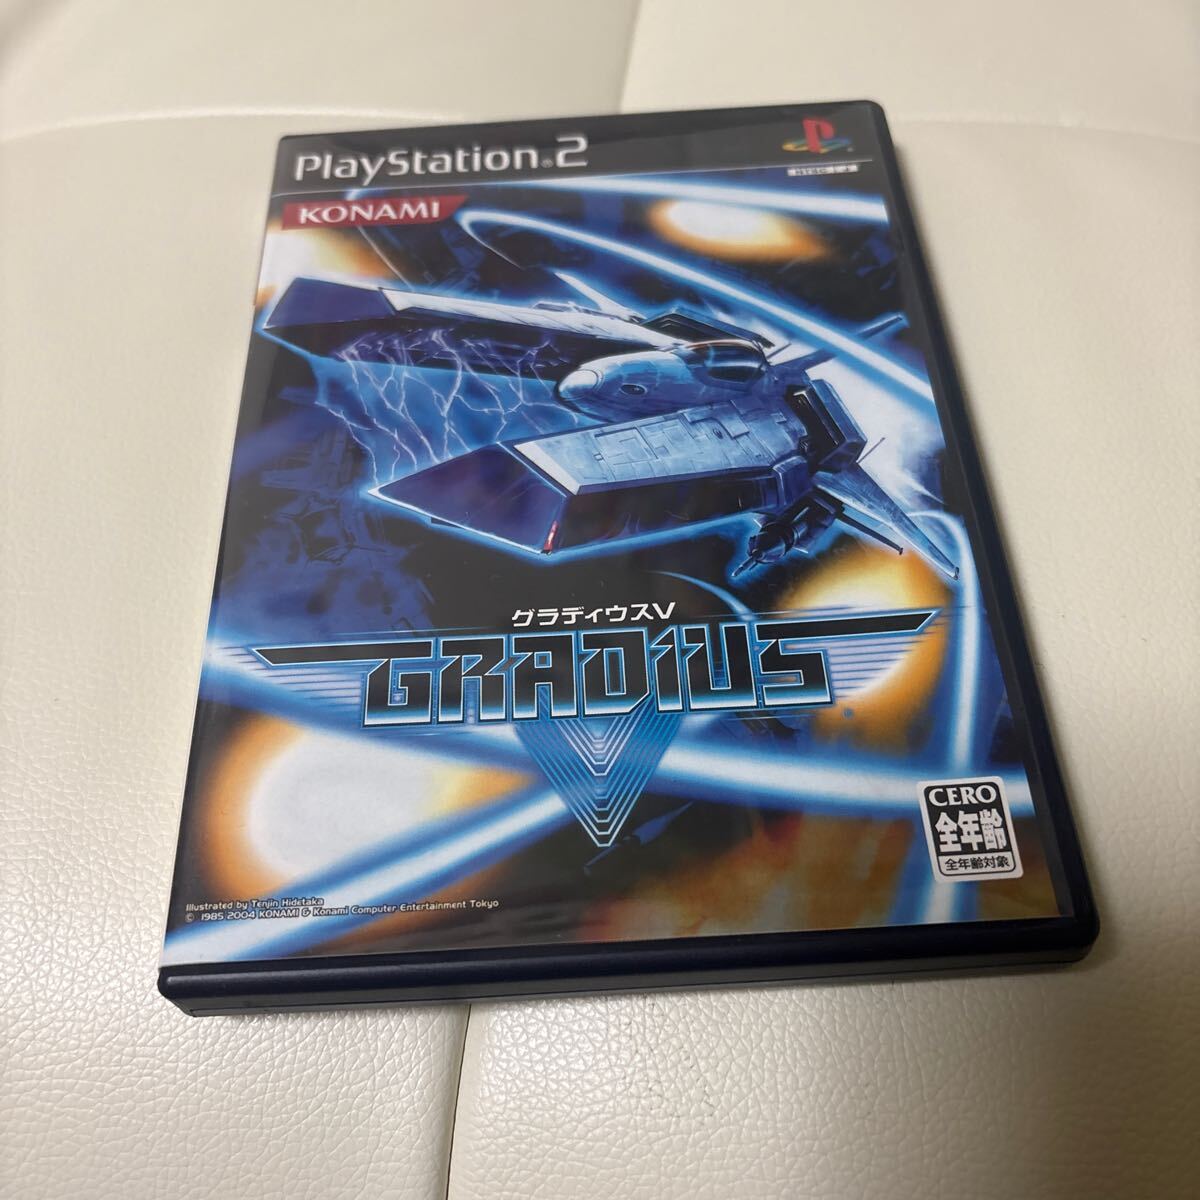 PlayStation®2
NTSC J
KONAMI
グラディウスV
GRADIUS
V
CERO
全年齢
全年齢対象
Illustrated by Tenjin Hidetaka
© 1985 2004 KONAMI & Konami Computer Entertainment Tokyo